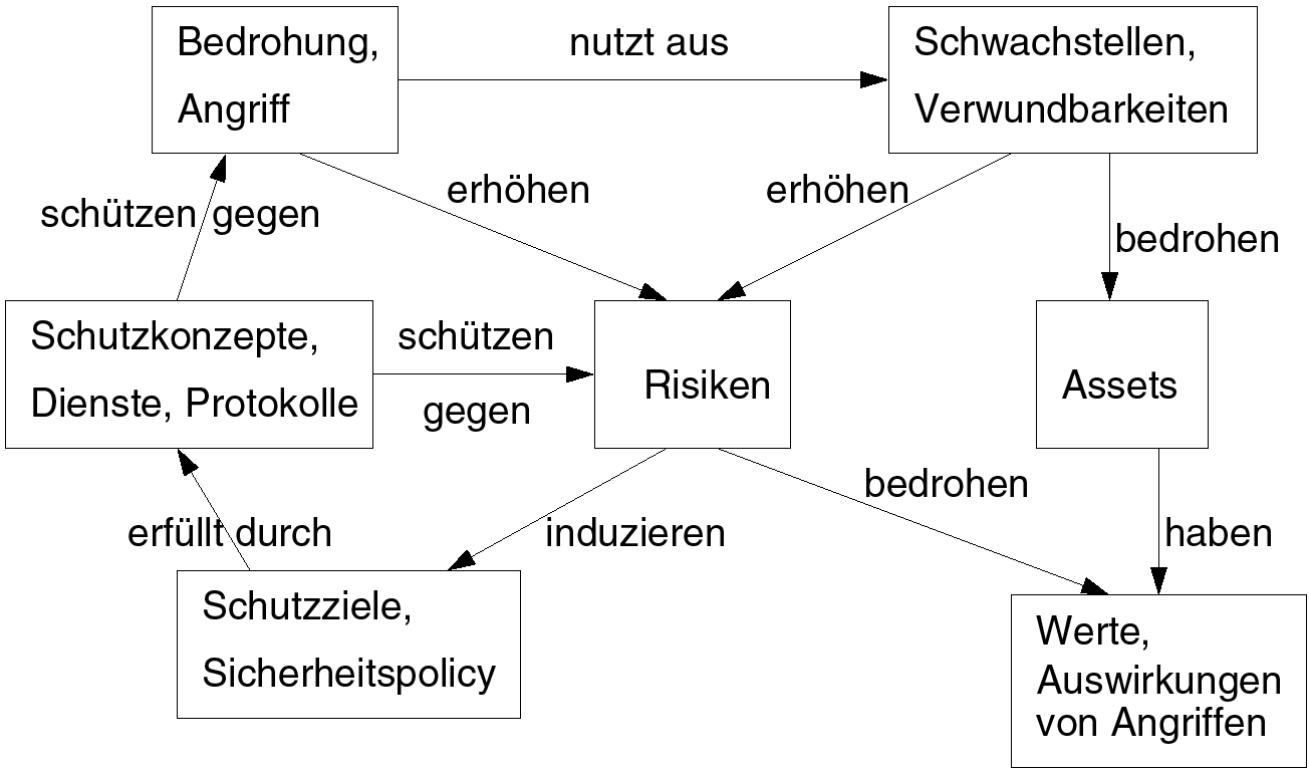 Bedrohung,
Angriff
nutzt aus
Schwachstellen,
Verwundbarkeiten
schützen gegen
erhöhen
erhöhen
bedrohen
Schutzkonzepte,
Dienste, Protokolle
schützen
gegen
Risiken
Assets
erfüllt durch
induzieren
bedrohen
haben
Schutzziele,
Sicherheitspolicy
Werte,
Auswirkungen
von Angriffen